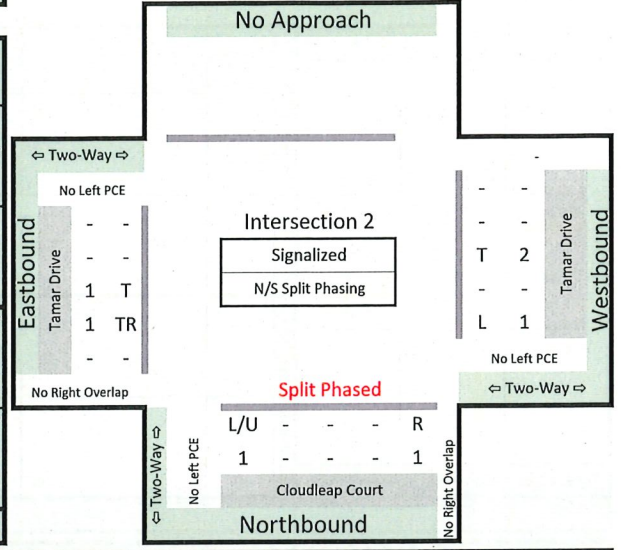 No Approach
⇦ Two-Way ⇨
No Left PCE
Eastbound
Tamar Drive
- -
- -
1 T
1 TR
- -
No Right Overlap
Intersection 2
Signalized
N/S Split Phasing
-
- -
- -
T 2
- -
L 1
Tamar Drive
Westbound
No Left PCE
⇦ Two-Way ⇨
Split Phased
⇦ Two-Way ⇨
No Left PCE
L/U - - - R
1 - - - 1
Cloudleap Court
Northbound
No Right Overlap